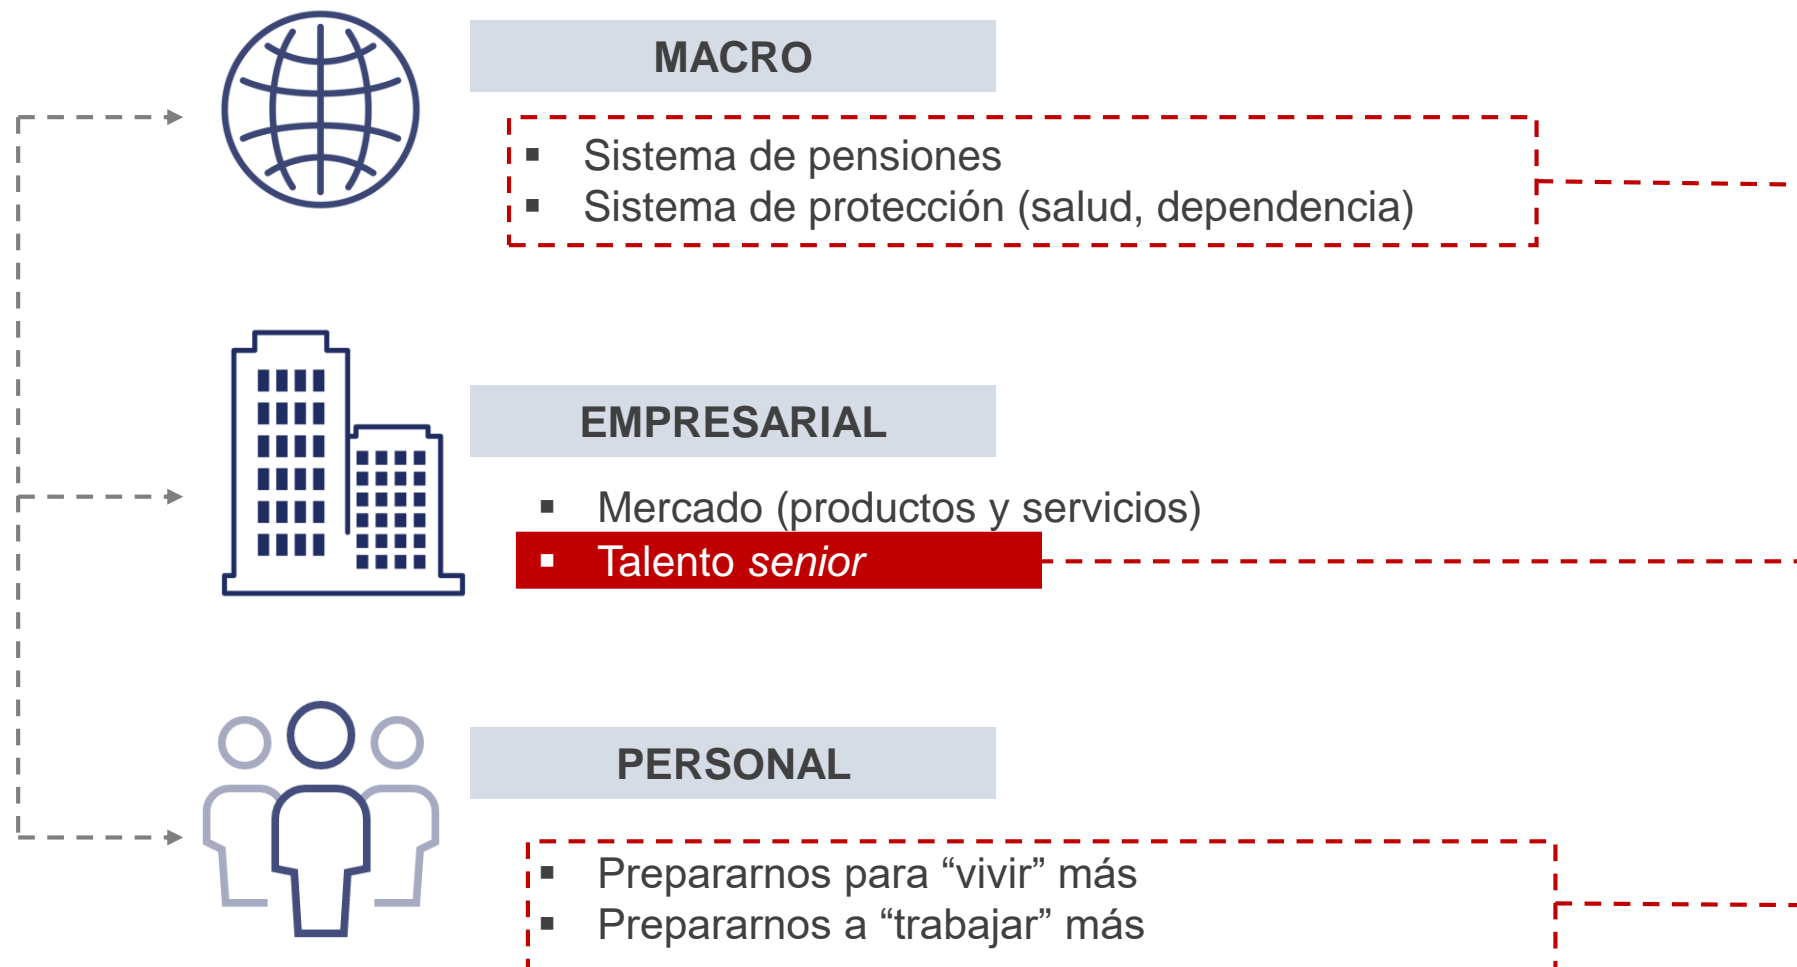 MACRO
▪ Sistema de pensiones
▪ Sistema de protección (salud, dependencia)
EMPRESARIAL
▪ Mercado (productos y servicios)
▪ Talento senior
PERSONAL
▪ Prepararnos para “vivir” más
▪ Prepararnos a “trabajar” más